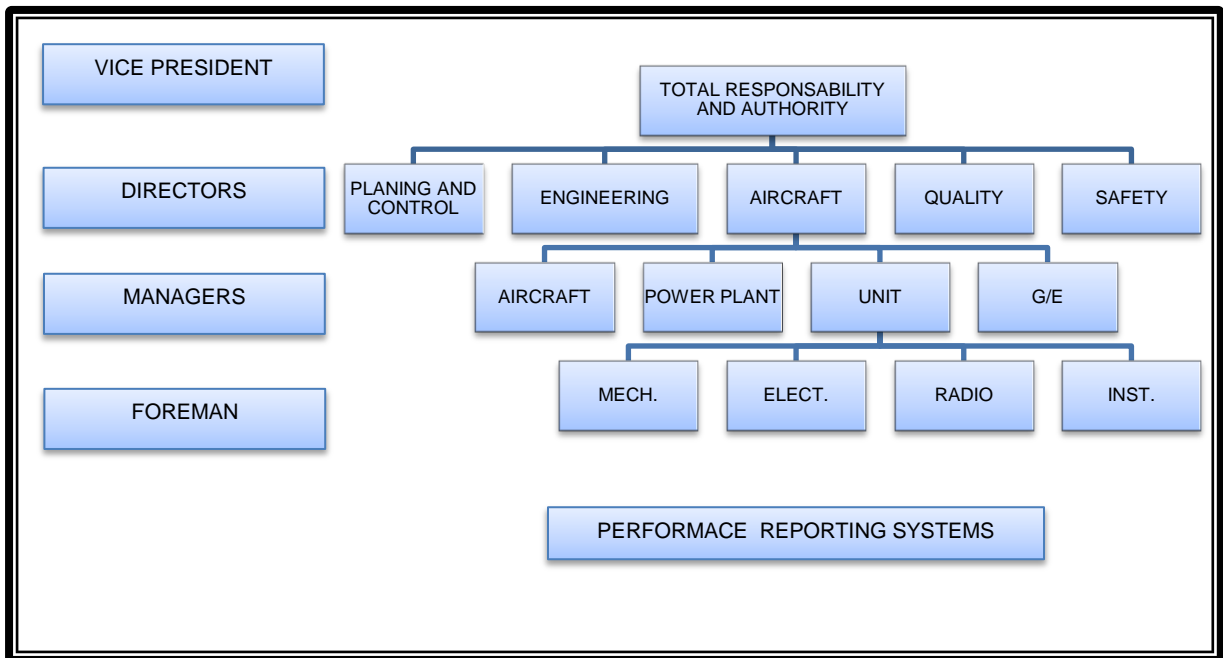 VICE PRESIDENT
TOTAL RESPONSABILITY
AND AUTHORITY
DIRECTORS
PLANING AND
CONTROL
ENGINEERING
AIRCRAFT
QUALITY
SAFETY
MANAGERS
AIRCRAFT
POWER PLANT
UNIT
G/E
FOREMAN
MECH.
ELECT.
RADIO
INST.
PERFORMACE REPORTING SYSTEMS